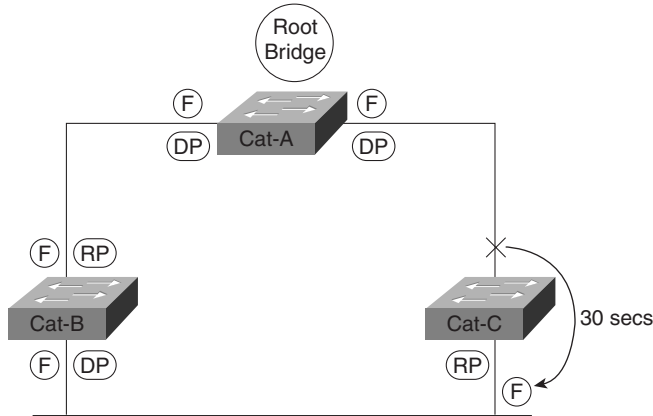 Root
Bridge
F
F
DP
Cat-A
DP
F
RP
Cat-B
Cat-C
30 secs
F
DP
RP
F